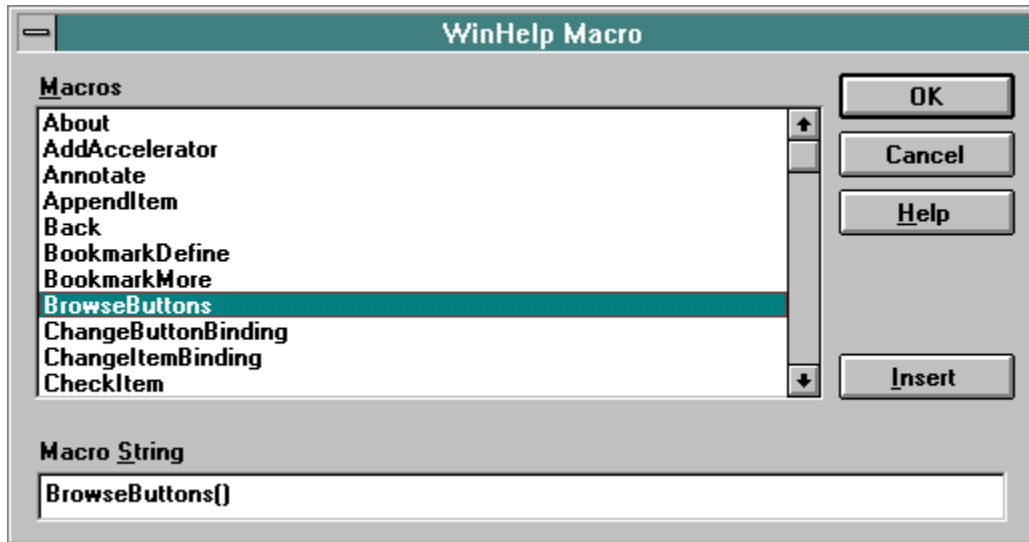 WinHelp Macro
Macros
About
AddAccelerator
Annotate
AppendItem
Back
BookmarkDefine
BookmarkMore
BrowseButtons
ChangeButtonBinding
ChangeItemBinding
CheckItem
OK
Cancel
Help
Insert
Macro String
BrowseButtons()